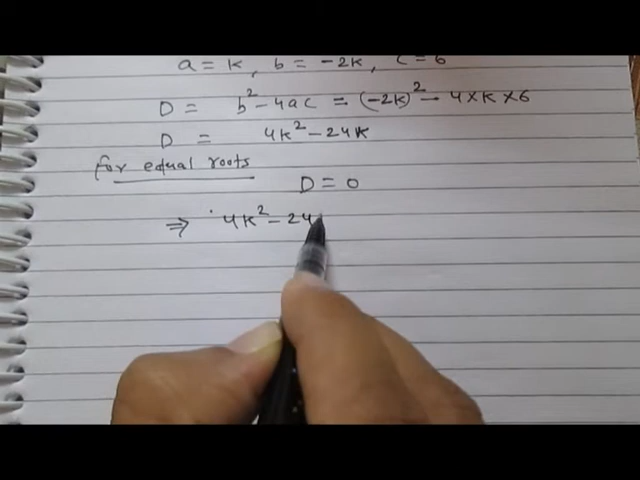 a = K, b = -2K, c = 6
D = b² - 4ac = (-2K)² - 4×K×6
D = 4K² - 24K
for equal roots
D = 0
⇒ 4K² - 24